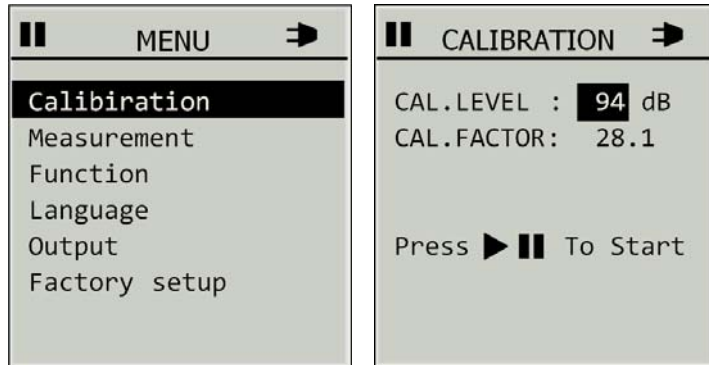 MENU
Calibiration
Measurement
Function
Language
Output
Factory setup
CALIBRATION
CAL.LEVEL : 94 dB
CAL.FACTOR: 28.1
Press ▶▮▮ To Start